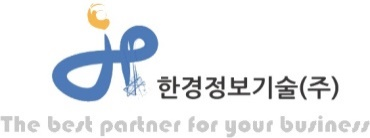 한경정보기술(주)
The best partner for your business